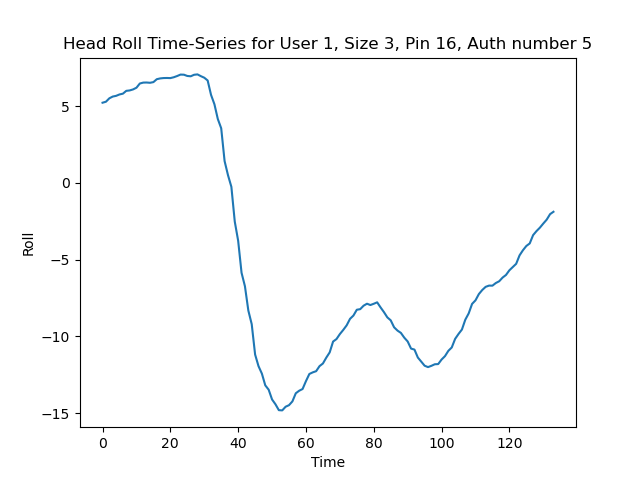 Head Roll Time-Series for User 1, Size 3, Pin 16, Auth number 5
5
0
−5
−10
−15
Roll
0 20 40 60 80 100 120
Time